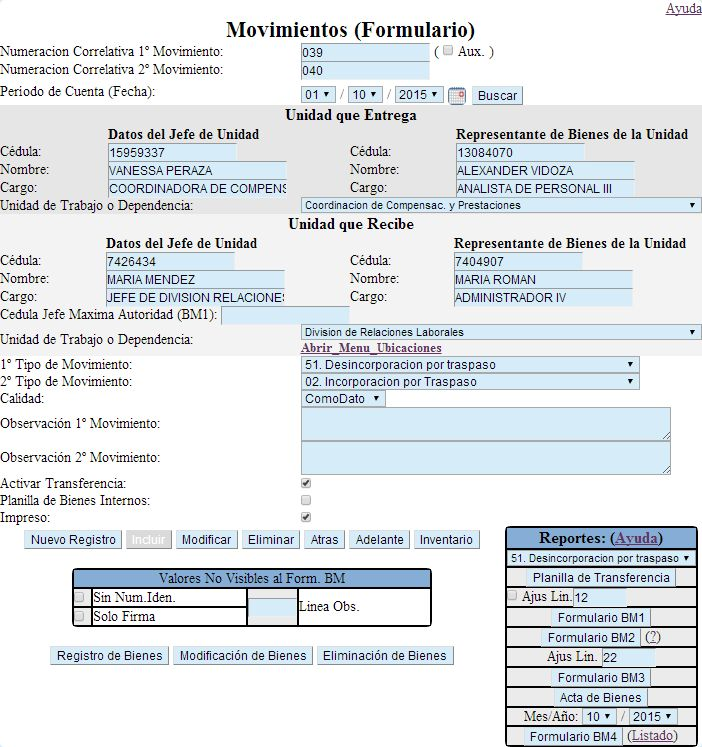 Ayuda
Movimientos (Formulario)
Numeracion Correlativa 1º Movimiento: 039 ( Aux. )
Numeracion Correlativa 2º Movimiento: 040
Periodo de Cuenta (Fecha): 01 / 10 / 2015 Buscar
Unidad que Entrega
Datos del Jefe de Unidad Representante de Bienes de la Unidad
Cédula: 15959337 Cédula: 13084070
Nombre: VANESSA PERAZA Nombre: ALEXANDER VIDOZA
Cargo: COORDINADORA DE COMPENS Cargo: ANALISTA DE PERSONAL III
Unidad de Trabajo o Dependencia: Coordinacion de Compensac. y Prestaciones
Unidad que Recibe
Datos del Jefe de Unidad Representante de Bienes de la Unidad
Cédula: 7426434 Cédula: 7404907
Nombre: MARIA MENDEZ Nombre: MARIA ROMAN
Cargo: JEFE DE DIVISION RELACIONES Cargo: ADMINISTRADOR IV
Cedula Jefe Maxima Autoridad (BM1):
Unidad de Trabajo o Dependencia: Division de Relaciones Laborales
Abrir_Menu_Ubicaciones
1º Tipo de Movimiento: 51. Desincorporacion por traspaso
2º Tipo de Movimiento: 02. Incorporacion por Traspaso
Calidad: ComoDato
Observación 1º Movimiento:
Observación 2º Movimiento:
Activar Transferencia:
Planilla de Bienes Internos:
Impreso:
Nuevo Registro Incluir Modificar Eliminar Atras Adelante Inventario
Valores No Visibles al Form. BM
Sin Num.Iden.
Solo Firma
Linea Obs.
Registro de Bienes Modificación de Bienes Eliminación de Bienes
Reportes: (Ayuda)
51. Desincorporacion por traspaso
Planilla de Transferencia
Ajus Lin. 12
Formulario BM1
Formulario BM2 (?)
Ajus Lin. 22
Formulario BM3
Acta de Bienes
Mes/Año: 10 / 2015
Formulario BM4 (Listado)